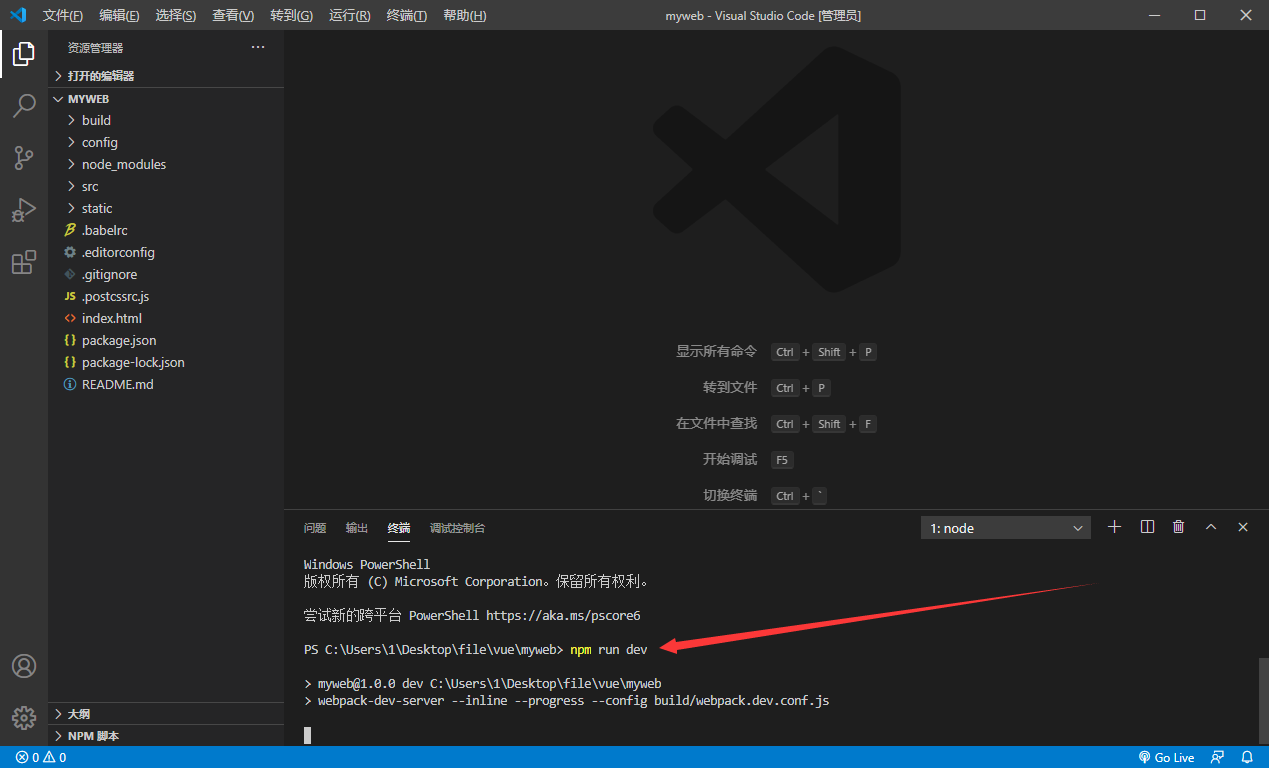 文件(F) 编辑(E) 选择(S) 查看(V) 转到(G) 运行(R) 终端(T) 帮助(H) myweb - Visual Studio Code [管理员]
资源管理器
打开的编辑器
MYWEB
build
config
node_modules
src
static
.babelrc
.editorconfig
.gitignore
JS .postcssrc.js
<> index.html
{} package.json
{} package-lock.json
README.md
大纲
NPM 脚本
显示所有命令 Ctrl + Shift + P
转到文件 Ctrl + P
在文件中查找 Ctrl + Shift + F
开始调试 F5
切换终端 Ctrl + `
问题 输出 终端 调试控制台 1: node
Windows PowerShell
版权所有 (C) Microsoft Corporation。保留所有权利。
尝试新的跨平台 PowerShell https://aka.ms/pscore6
PS C:\Users\1\Desktop\file\vue\myweb> npm run dev
> myweb@1.0.0 dev C:\Users\1\Desktop\file\vue\myweb
> webpack-dev-server --inline --progress --config build/webpack.dev.conf.js
0 0 Go Live